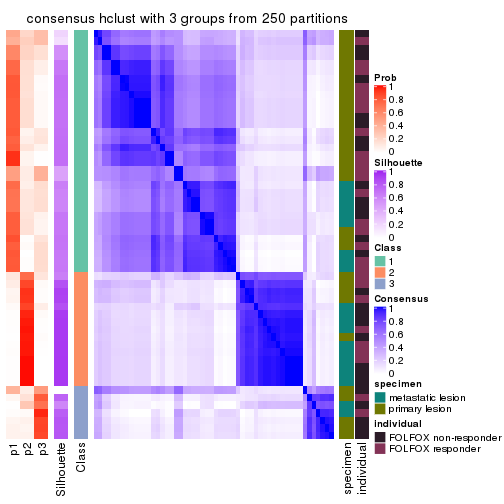 consensus hclust with 3 groups from 250 partitions
Prob
1
0.8
0.6
0.4
0.2
0
Silhouette
1
0.8
0.6
0.4
0.2
0
Class
1
2
3
Consensus
1
0.8
0.6
0.4
0.2
0
specimen
metastatic lesion
primary lesion
individual
FOLFOX non-responder
FOLFOX responder
p1
p2
p3
Silhouette
Class
specimen
individual